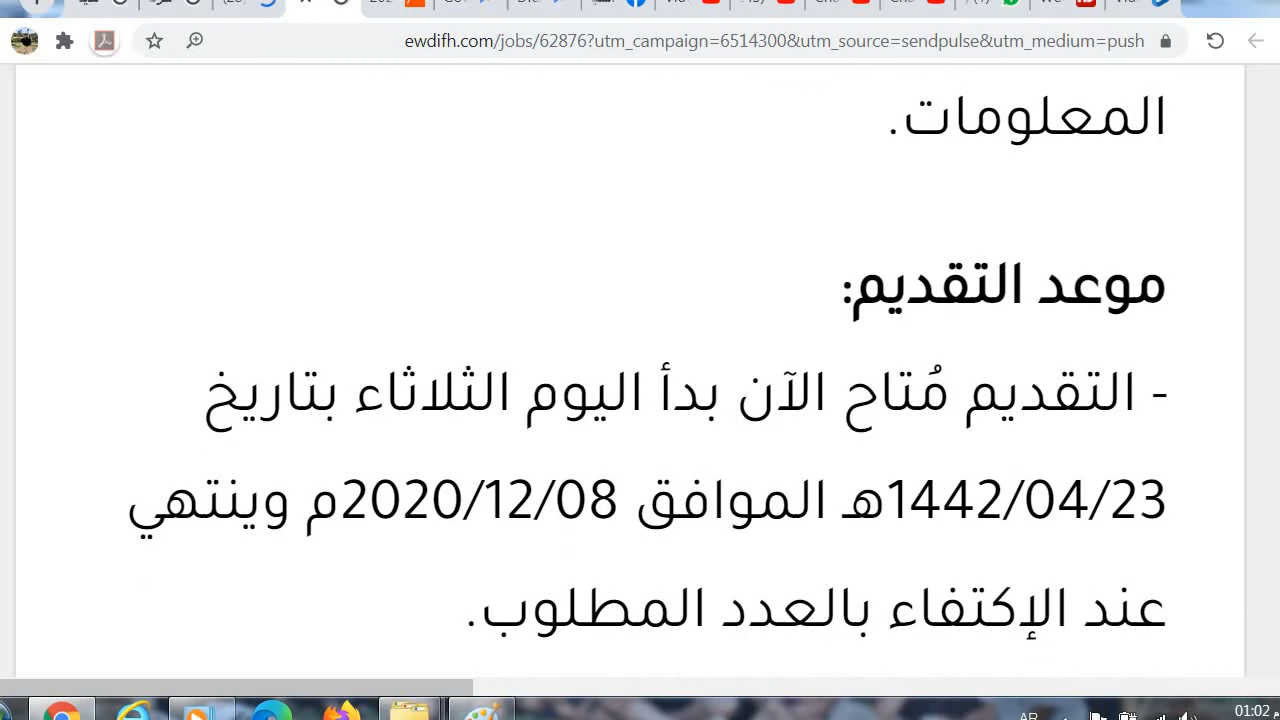 ewdifh.com/jobs/62876?utm_campaign=5514300&utm_source=sendpulse&utm_medium=push
المعلومات.
موعد التقديم:
- التقديم مُتاح الآن بدأ اليوم الثلاثاء بتاريخ
1442/04/23هـ الموافق 2020/12/08م وينتهي
عند الإكتفاء بالعدد المطلوب.
01:02